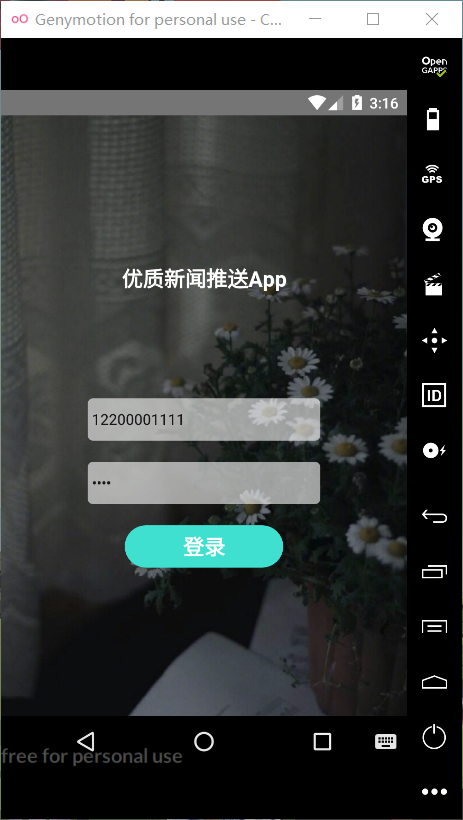 Genymotion for personal use - C...
Open
GAPPS
3:16
GPS
优质新闻推送App
12200001111
ID
••••
登录
free for personal use